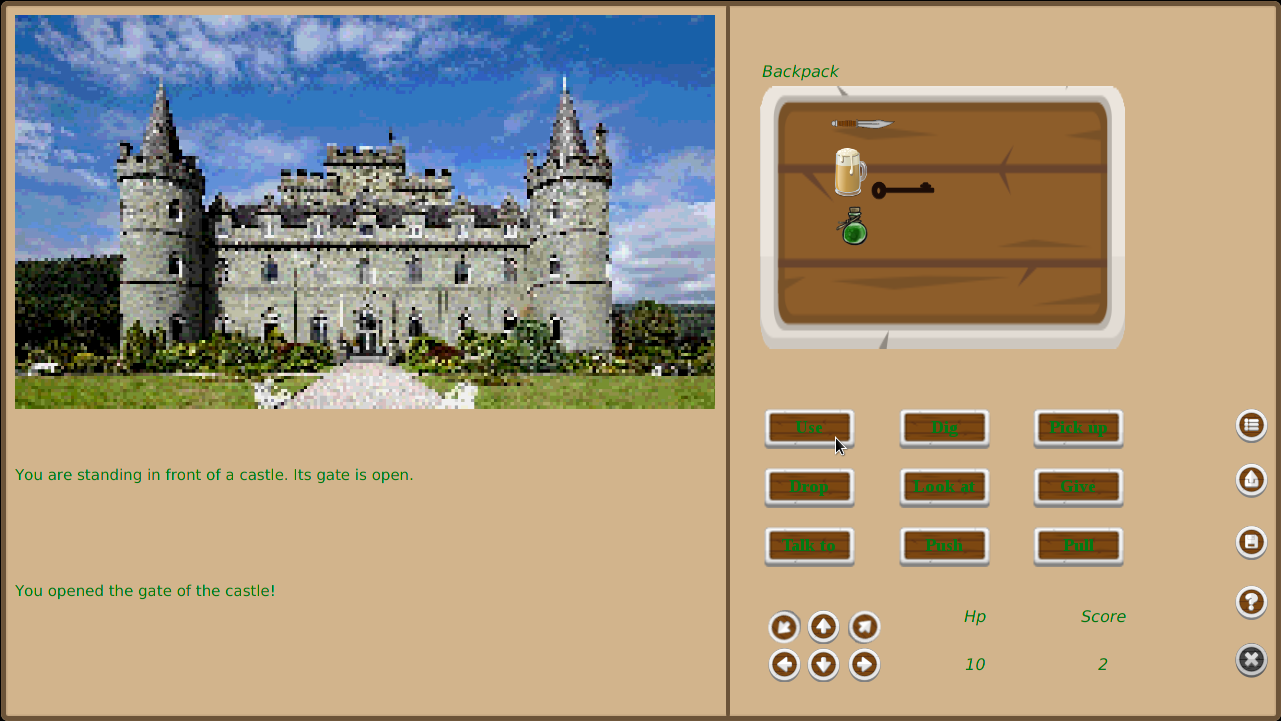 Backpack
Use Dig Pick up
You are standing in front of a castle. Its gate is open.
Drop Look at Give
Talk to Push Pull
You opened the gate of the castle!
Hp Score
10 2